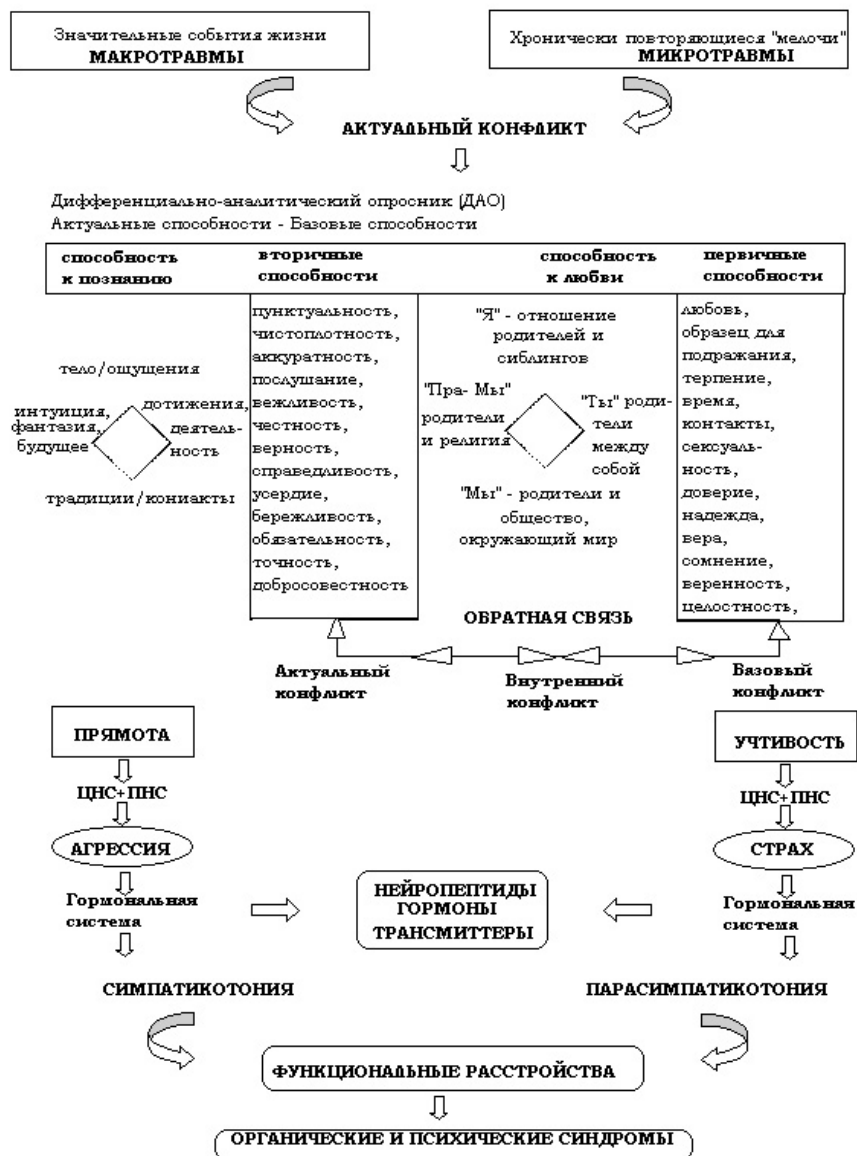 Значительные события жизни
МАКРОТРАВМЫ
Хронически повторяющиеся "мелочи"
МИКРОТРАВМЫ
АКТУАЛЬНЫЙ КОНФЛИКТ
Дифференциально-аналитический опросник (ДАО)
Актуальные способности - Базовые способности
способность
к познанию
вторичные
способности
способность
к любви
первичные
способности
тело/ощущения
интуиция,
фантазия,
будущее
дотижения,
деятель-
ность
традиции/кониакты
пунктуальность,
чистоплотность,
аккуратность,
послушание,
вежливость,
честность,
верность,
справедливость,
усердие,
бережливость,
обязательность,
точность,
добросовестность
"Я" - отношение
родителей и
сиблингов
"Пра- Мы"
родители
и религия
"Ты" роди-
тели
между
собой
"Мы" - родители и
общество,
окружающий мир
любовь,
образец для
подражания,
терпение,
время,
контакты,
сексуаль-
ность,
доверие,
надежда,
вера,
сомнение,
веренность,
целостность,
ОБРАТНАЯ СВЯЗЬ
Актуальный
конфликт
Внутренний
конфликт
Базовый
конфликт
ПРЯМОТА
ЦНС+ПНС
АГРЕССИЯ
Гормональная
система
СИМПАТИКОТОНИЯ
НЕЙРОПЕПТИДЫ
ГОРМОНЫ
ТРАНСМИТТЕРЫ
УЧТИВОСТЬ
ЦНС+ПНС
СТРАХ
Гормональная
система
ПАРАСИМПАТИКОТОНИЯ
ФУНКЦИОНАЛЬНЫЕ РАССТРОЙСТВА
ОРГАНИЧЕСКИЕ И ПСИХИЧЕСКИЕ СИНДРОМЫ